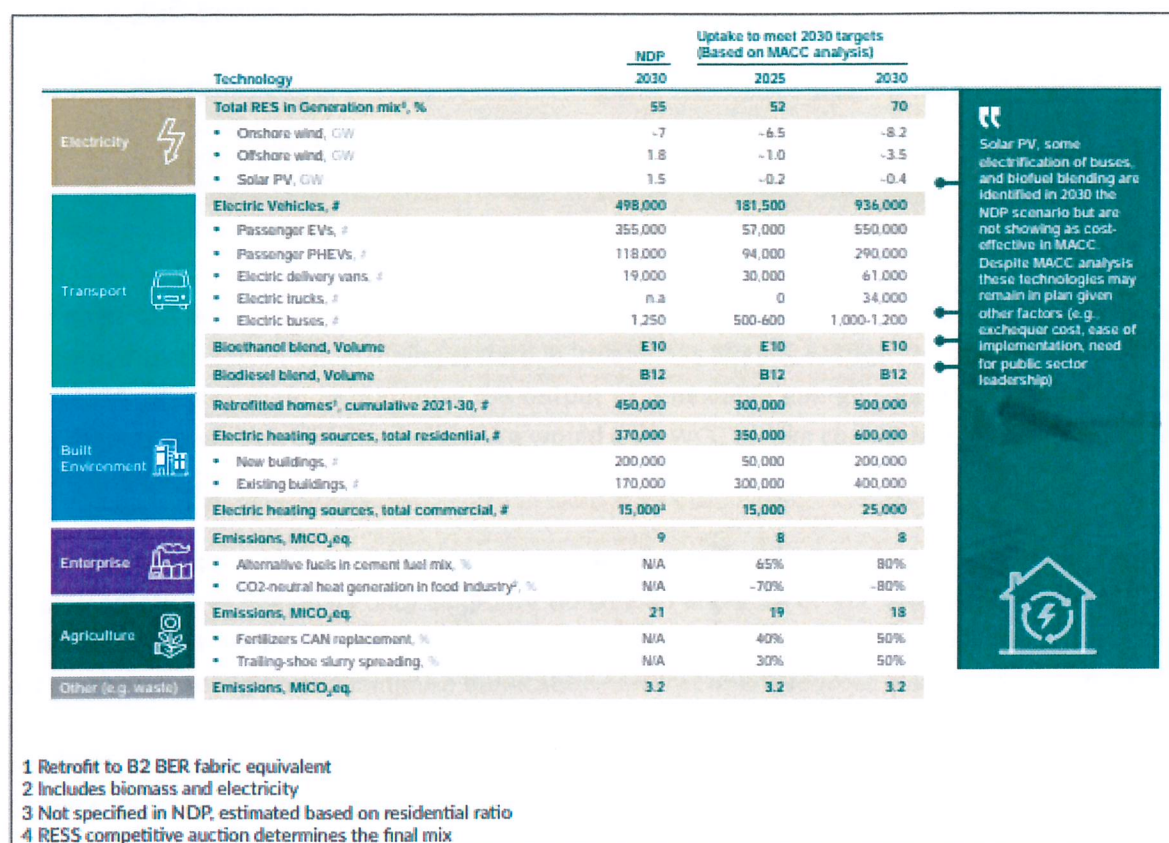 Uptake to meet 2030 targets
(Based on MACC analysis)
NDP
Technology 2030 2025 2030
Electricity
Total RES in Generation mix⁴, % 55 52 70
• Onshore wind, GW ~7 ~6.5 ~8.2
• Offshore wind, GW 1.8 ~1.0 ~3.5
• Solar PV, GW 1.5 ~0.2 ~0.4
Transport
Electric Vehicles, # 498,000 181,500 936,000
• Passenger EVs, # 355,000 57,000 550,000
• Passenger PHEVs, # 118,000 94,000 290,000
• Electric delivery vans, # 19,000 30,000 61,000
• Electric trucks, # n.a 0 34,000
• Electric buses, # 1,250 500-600 1,000-1,200
Bioethanol blend, Volume E10 E10 E10
Biodiesel blend, Volume B12 B12 B12
Built
Environment
Retrofitted homes¹, cumulative 2021-30, # 450,000 300,000 500,000
Electric heating sources, total residential, # 370,000 350,000 600,000
• New buildings, # 200,000 50,000 200,000
• Existing buildings, # 170,000 300,000 400,000
Electric heating sources, total commercial, # 15,000³ 15,000 25,000
Enterprise
Emissions, MtCO₂eq. 9 8 8
• Alternative fuels in cement fuel mix, % N/A 65% 80%
• CO2-neutral heat generation in food industry², % N/A ~70% ~80%
Agriculture
Emissions, MtCO₂eq. 21 19 18
• Fertilizers CAN replacement, % N/A 40% 50%
• Trailing-shoe slurry spreading, % N/A 30% 50%
Other (e.g. waste)
Emissions, MtCO₂eq. 3.2 3.2 3.2
"
Solar PV, some
electrification of buses,
and biofuel blending are
identified in 2030 the
NDP scenario but are
not showing as cost-
effective in MACC.
Despite MACC analysis
these technologies may
remain in plan given
other factors (e.g.,
exchequer cost, ease of
implementation, need
for public sector
leadership)
1 Retrofit to B2 BER fabric equivalent
2 Includes biomass and electricity
3 Not specified in NDP, estimated based on residential ratio
4 RESS competitive auction determines the final mix